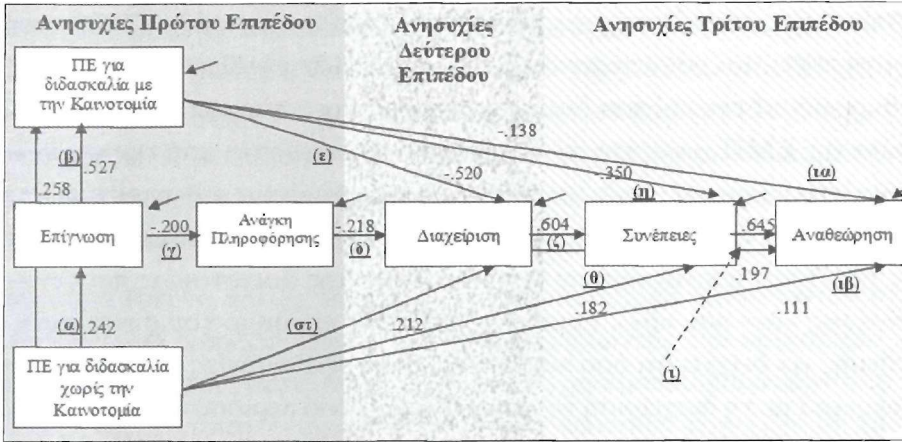 Ανησυχίες Πρώτου Επιπέδου
Ανησυχίες
Δεύτερου
Επιπέδου
Ανησυχίες Τρίτου Επιπέδου
ΠΕ για
διδασκαλία με
την Καινοτομία
-.138
(β)
.527
(ε)
-.520
.350
(η)
(ια)
.258
Επίγνωση
-.200
(γ)
Ανάγκη
Πληροφόρησης
-.218
(δ)
Διαχείριση
.604
(ζ)
Συνέπειες
.645
Αναθεώρηση
(θ)
.197
(ιβ)
(α)
.242
(στ)
.212
.182
.111
ΠΕ για διδασκαλία
χωρίς την
Καινοτομία
(ι)